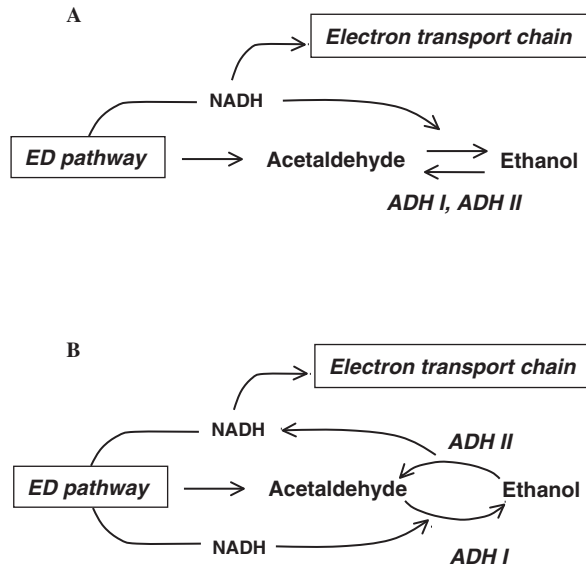 A
Electron transport chain
NADH
ED pathway
Acetaldehyde
Ethanol
ADH I, ADH II
B
Electron transport chain
NADH
ADH II
ED pathway
Acetaldehyde
Ethanol
NADH
ADH I